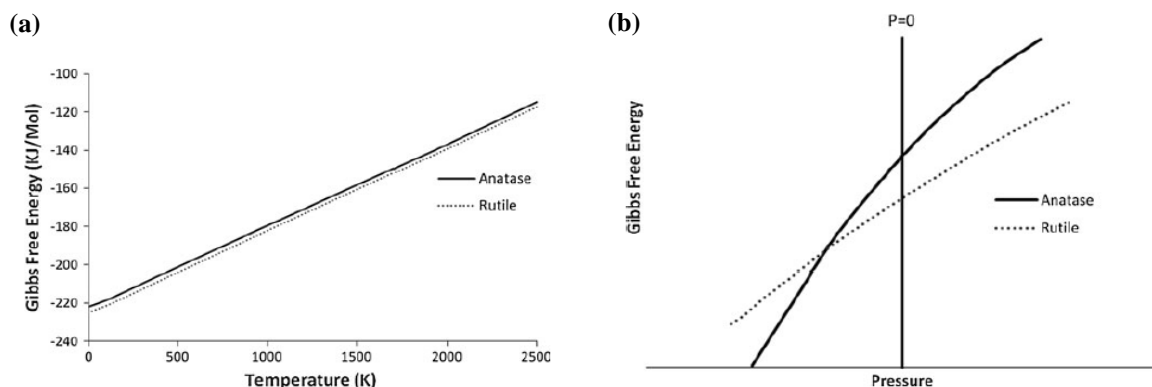 (a)
Gibbs Free Energy (KJ/Mol)
-100
-120
-140
-160
-180
-200
-220
-240
0
500
1000
1500
2000
2500
Temperature (K)
Anatase
Rutile
(b)
P=0
Gibbs Free Energy
Anatase
Rutile
Pressure